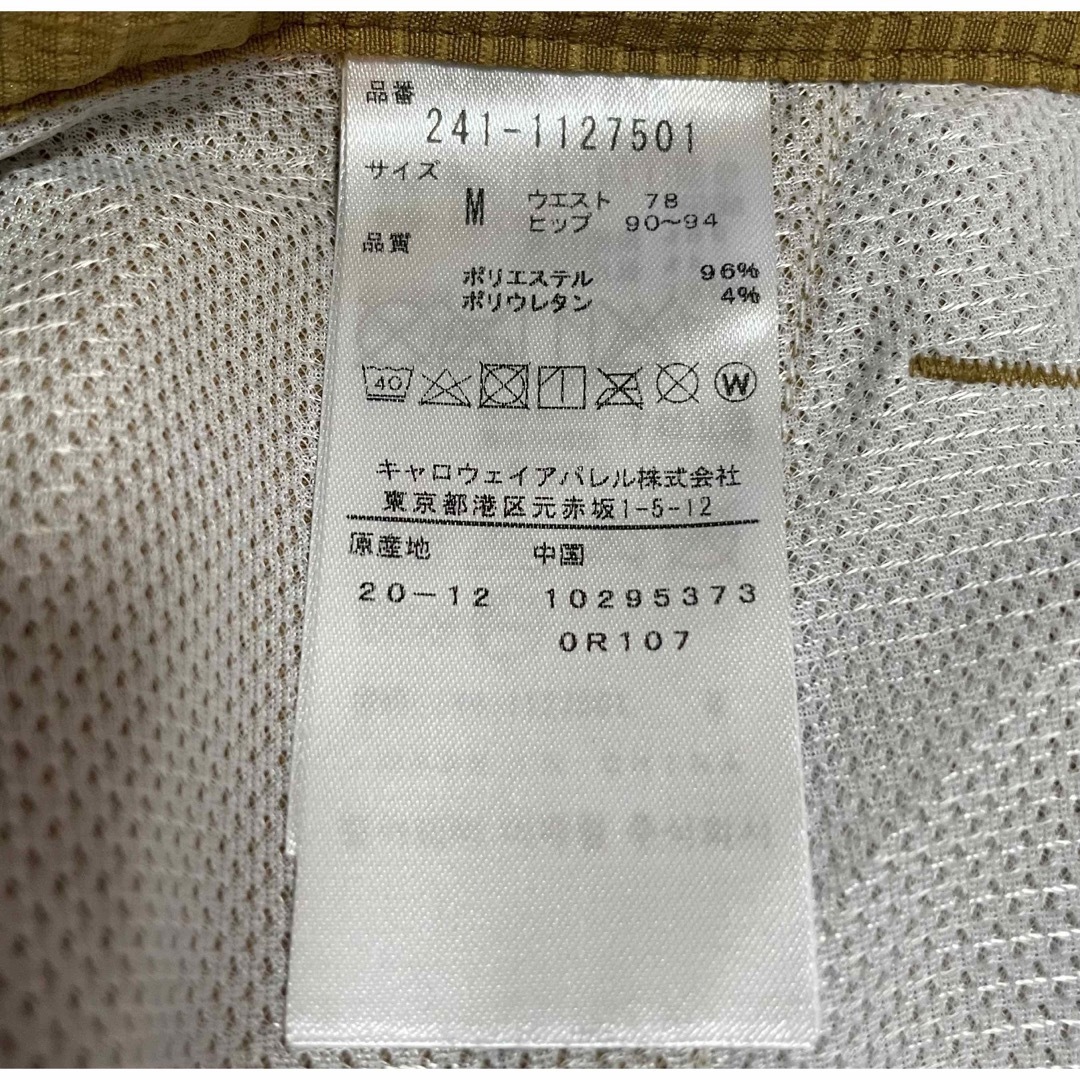 品番
241-1127501
サイズ
M ウエスト 78
ヒップ 90~94
品質
ポリエステル 96%
ポリウレタン 4%
40 W
キャロウェイアパレル株式会社
東京都港区元赤坂1-5-12
原産地 中国
20-12 10295373
0R107